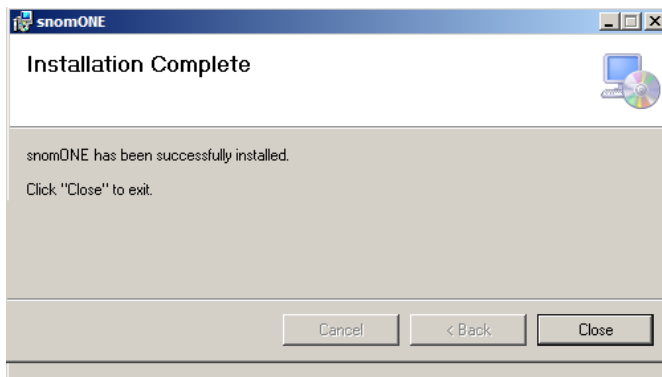 snomONE
Installation Complete
snomONE has been successfully installed.
Click "Close" to exit.
Cancel
< Back
Close